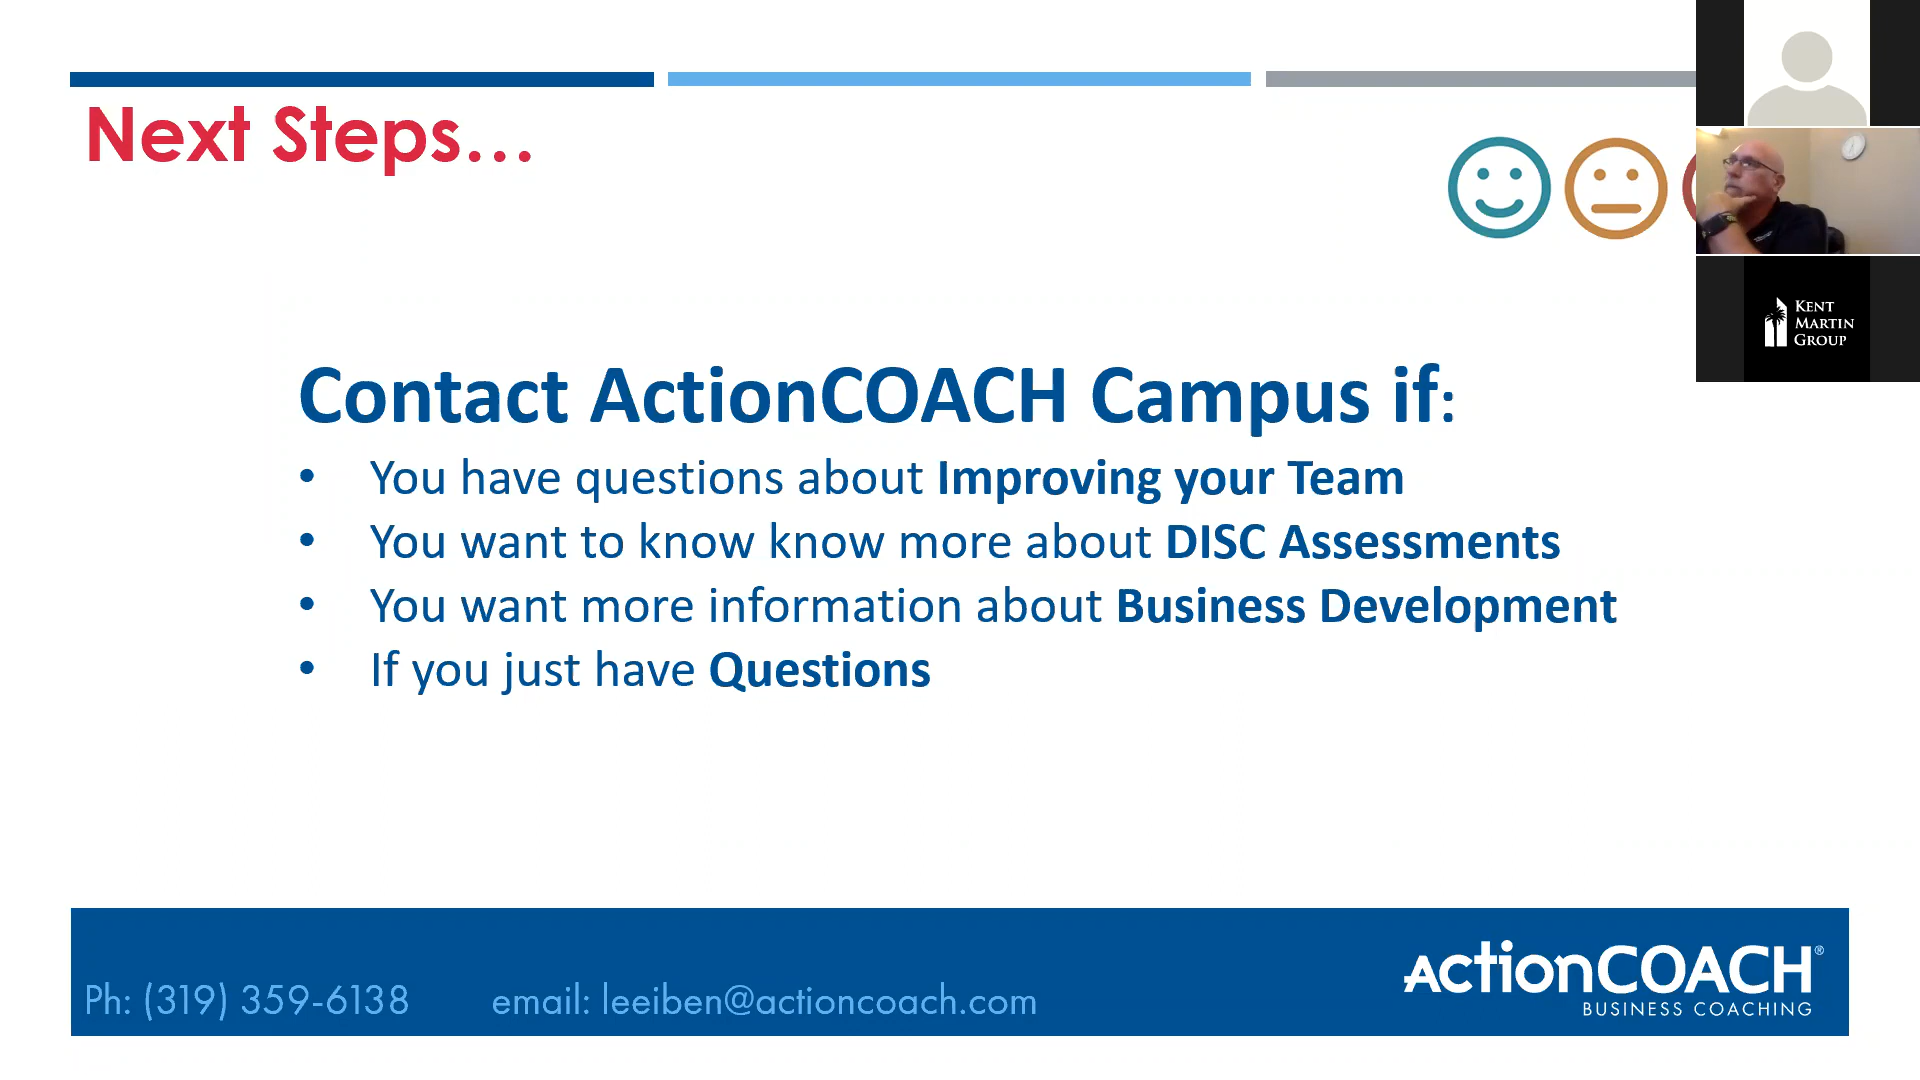 Next Steps...
KENT
MARTIN
GROUP
Contact ActionCOACH Campus if:
• You have questions about Improving your Team
• You want to know know more about DISC Assessments
• You want more information about Business Development
• If you just have Questions
Ph: (319) 359-6138 email: leeiben@actioncoach.com
ActionCOACH®
BUSINESS COACHING